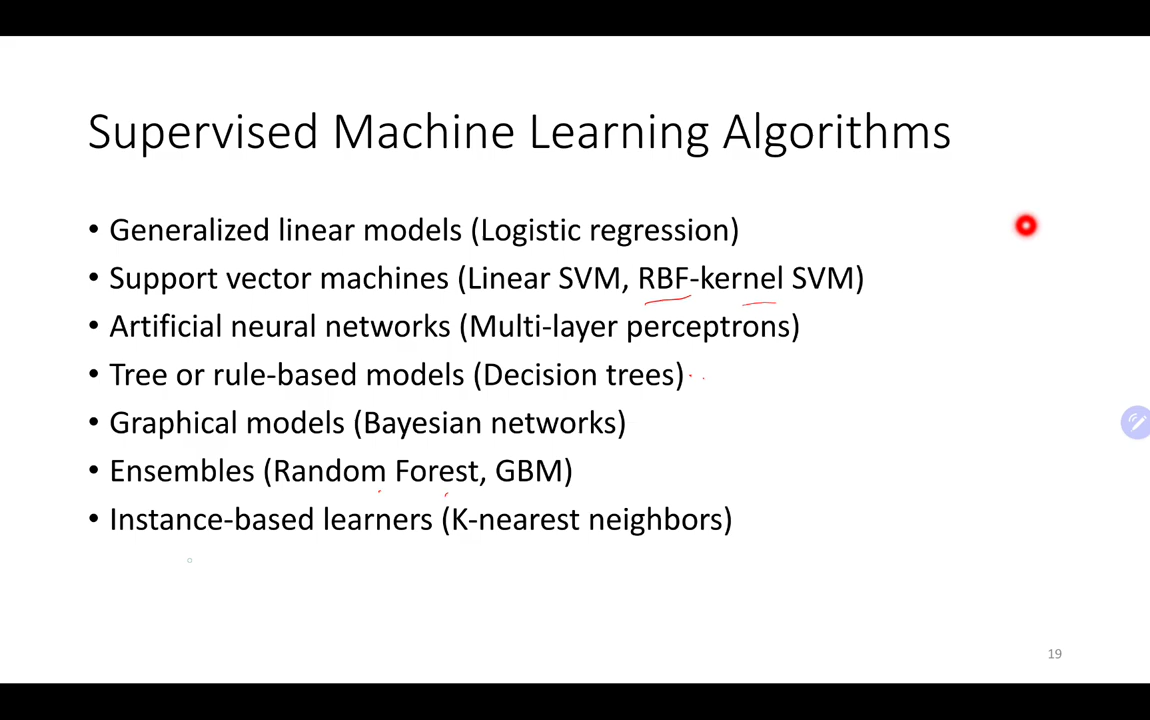 Supervised Machine Learning Algorithms
• Generalized linear models (Logistic regression)
• Support vector machines (Linear SVM, RBF-kernel SVM)
• Artificial neural networks (Multi-layer perceptrons)
• Tree or rule-based models (Decision trees)
• Graphical models (Bayesian networks)
• Ensembles (Random Forest, GBM)
• Instance-based learners (K-nearest neighbors)
19